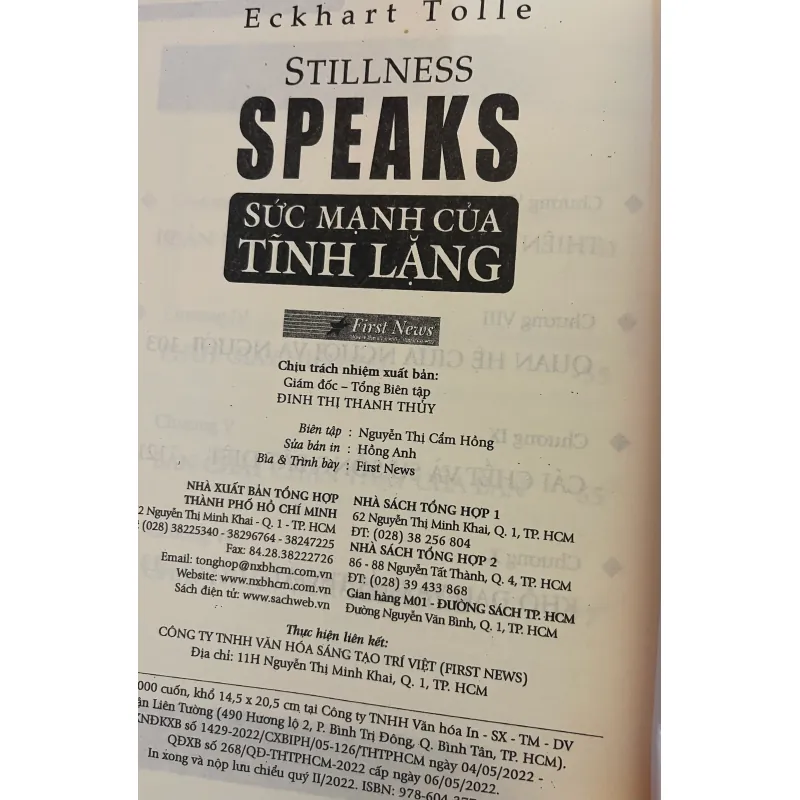 Eckhart Tolle
STILLNESS
SPEAKS
SỨC MẠNH CỦA
TĨNH LẶNG
First News
Chịu trách nhiệm xuất bản:
Giám đốc – Tổng Biên tập
ĐINH THỊ THANH THỦY
Biên tập : Nguyễn Thị Cẩm Hồng
Sửa bản in : Hồng Anh
Bìa & Trình bày : First News
NHÀ XUẤT BẢN TỔNG HỢP
THÀNH PHỐ HỒ CHÍ MINH
2 Nguyễn Thị Minh Khai - Q. 1 - TP. HCM
: (028) 38225340 - 38296764 - 38247225
Fax: 84.28.38222726
Email: tonghop@nxbhcm.com.vn
Website: www.nxbhcm.com.vn
Sách điện tử: www.sachweb.vn
NHÀ SÁCH TỔNG HỢP 1
62 Nguyễn Thị Minh Khai, Q. 1, TP. HCM
ĐT: (028) 38 256 804
NHÀ SÁCH TỔNG HỢP 2
86 - 88 Nguyễn Tất Thành, Q. 4, TP. HCM
ĐT: (028) 39 433 868
Gian hàng M01 - ĐƯỜNG SÁCH TP. HCM
Đường Nguyễn Văn Bình, Q. 1, TP. HCM
Thực hiện liên kết:
CÔNG TY TNHH VĂN HÓA SÁNG TẠO TRÍ VIỆT (FIRST NEWS)
Địa chỉ: 11H Nguyễn Thị Minh Khai, Q. 1, TP. HCM
000 cuốn, khổ 14,5 x 20,5 cm tại Công ty TNHH Văn hóa In - SX - TM - DV
Liên Tường (490 Hương lộ 2, P. Bình Trị Đông, Q. Bình Tân, TP. HCM).
XNĐKXB số 1429-2022/CXBIPH/05-126/THTPHCM ngày 04/05/2022 -
QĐXB số 268/QĐ-THTPHCM-2022 cấp ngày 06/05/2022.
In xong và nộp lưu chiểu quý II/2022. ISBN: 978-604-